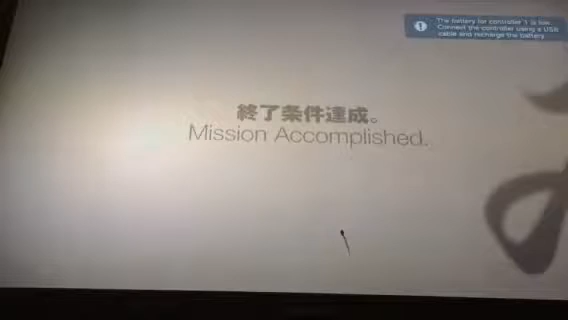 The battery for controller 1 is low.
Connect the controller using a USB
cable and recharge the battery.
終了条件達成。
Mission Accomplished.